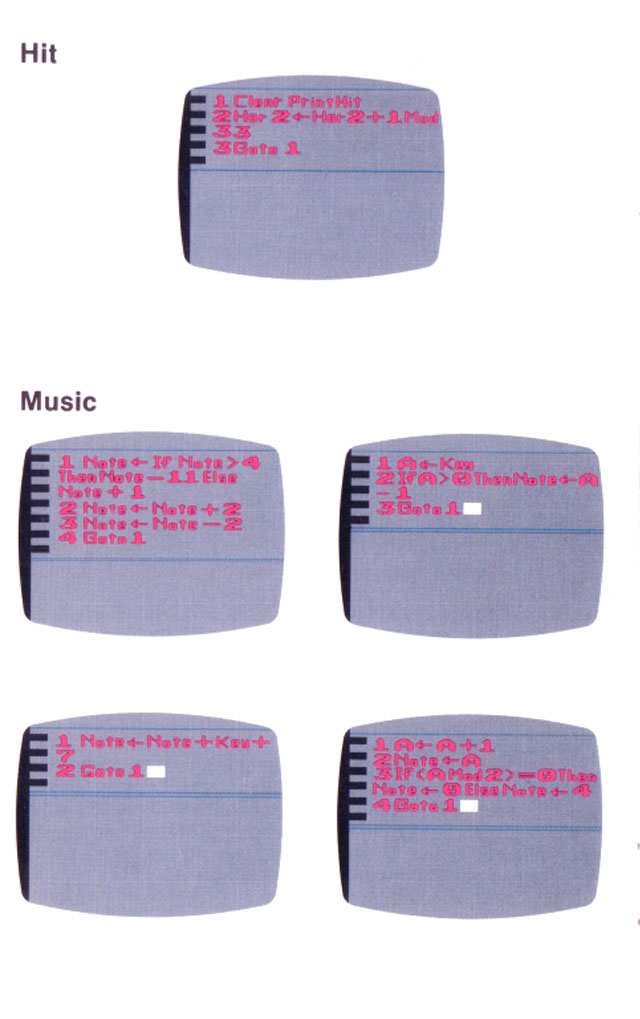 Hit
1 Clear Print Hit
2 Hor 2 ← Hor 2 + 1 Mod
33
3 Goto 1
Music
1 Note ← If Note > 4
Then Note - 11 Else
Note + 1
2 Note ← Note + 2
3 Note ← Note - 2
4 Goto 1
1 A ← Key
2 If A > 0 Then Note ← A
- 1
3 Goto 1
1 Note ← Note + Key +
7
2 Goto 1
1 A ← A + 1
2 Note ← A
3 If (A Mod 2) = 0 Then
Note ← 0 Else Note ← 4
4 Goto 1